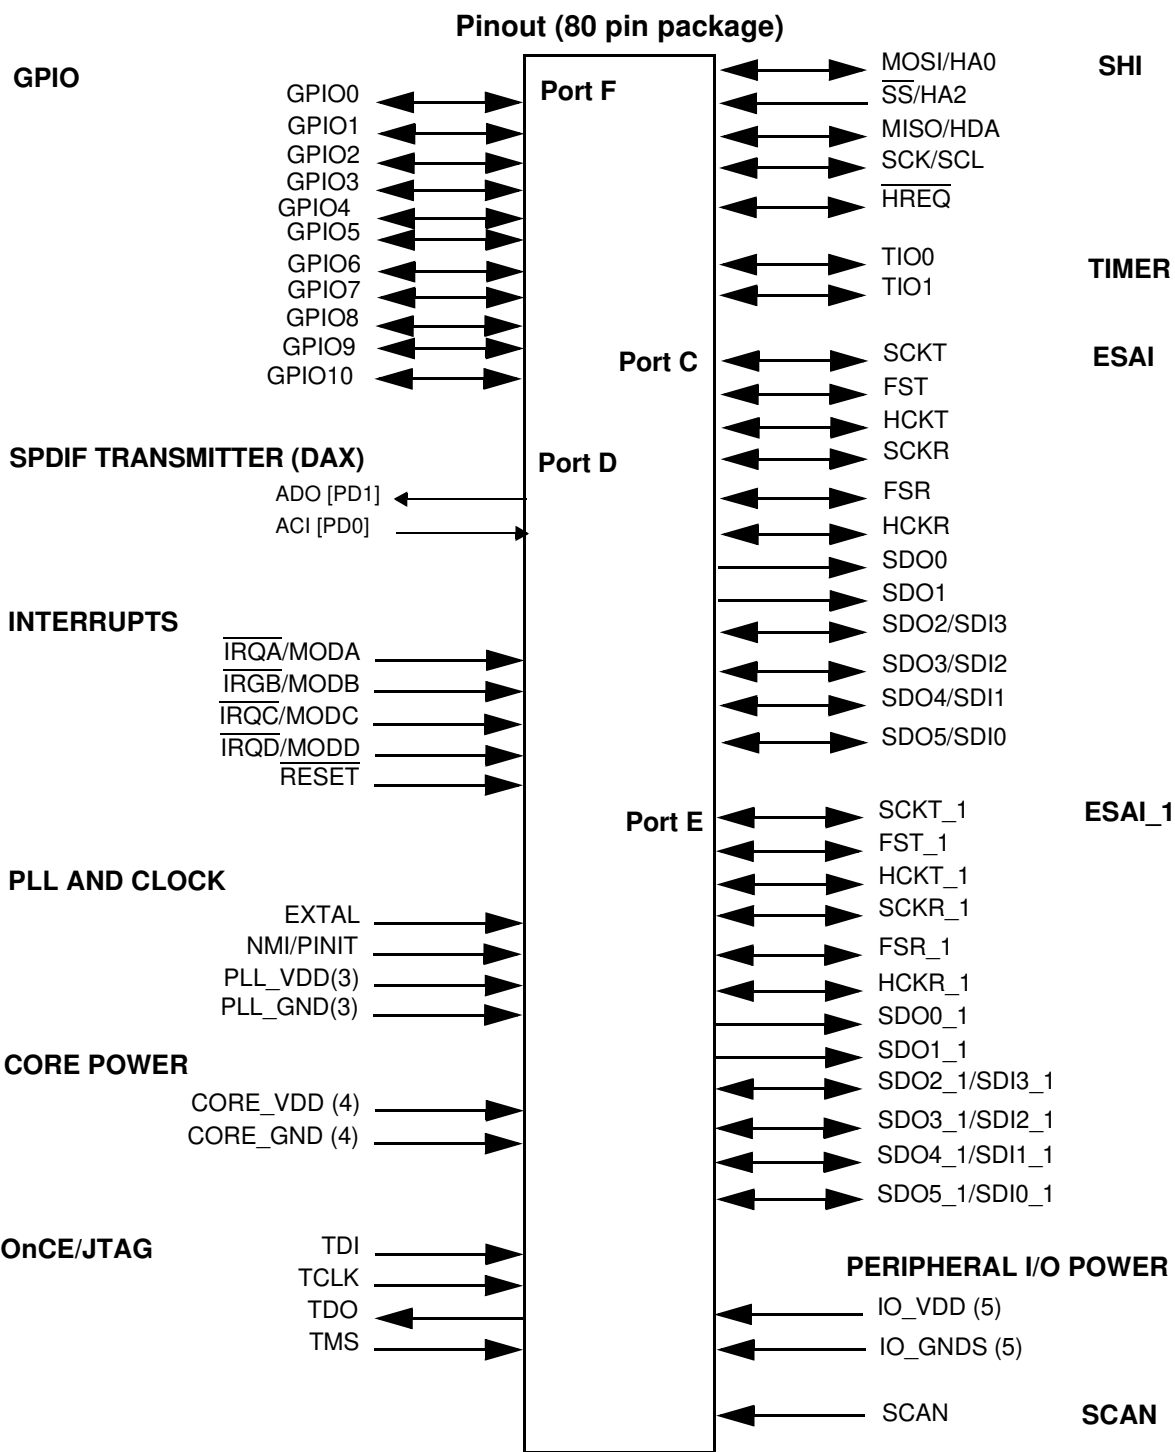 Pinout (80 pin package)
GPIO
Port F
GPIO0
GPIO1
GPIO2
GPIO3
GPIO4
GPIO5
GPIO6
GPIO7
GPIO8
GPIO9
GPIO10
SPDIF TRANSMITTER (DAX)
Port D
ADO [PD1]
ACI [PD0]
INTERRUPTS
IRQA/MODA
IRGB/MODB
IRQC/MODC
IRQD/MODD
RESET
PLL AND CLOCK
EXTAL
NMI/PINIT
PLL_VDD(3)
PLL_GND(3)
CORE POWER
CORE_VDD (4)
CORE_GND (4)
OnCE/JTAG
TDI
TCLK
TDO
TMS
SHI
MOSI/HA0
SS/HA2
MISO/HDA
SCK/SCL
HREQ
TIMER
TIO0
TIO1
Port C
ESAI
SCKT
FST
HCKT
SCKR
FSR
HCKR
SDO0
SDO1
SDO2/SDI3
SDO3/SDI2
SDO4/SDI1
SDO5/SDI0
Port E
ESAI_1
SCKT_1
FST_1
HCKT_1
SCKR_1
FSR_1
HCKR_1
SDO0_1
SDO1_1
SDO2_1/SDI3_1
SDO3_1/SDI2_1
SDO4_1/SDI1_1
SDO5_1/SDI0_1
PERIPHERAL I/O POWER
IO_VDD (5)
IO_GNDS (5)
SCAN
SCAN